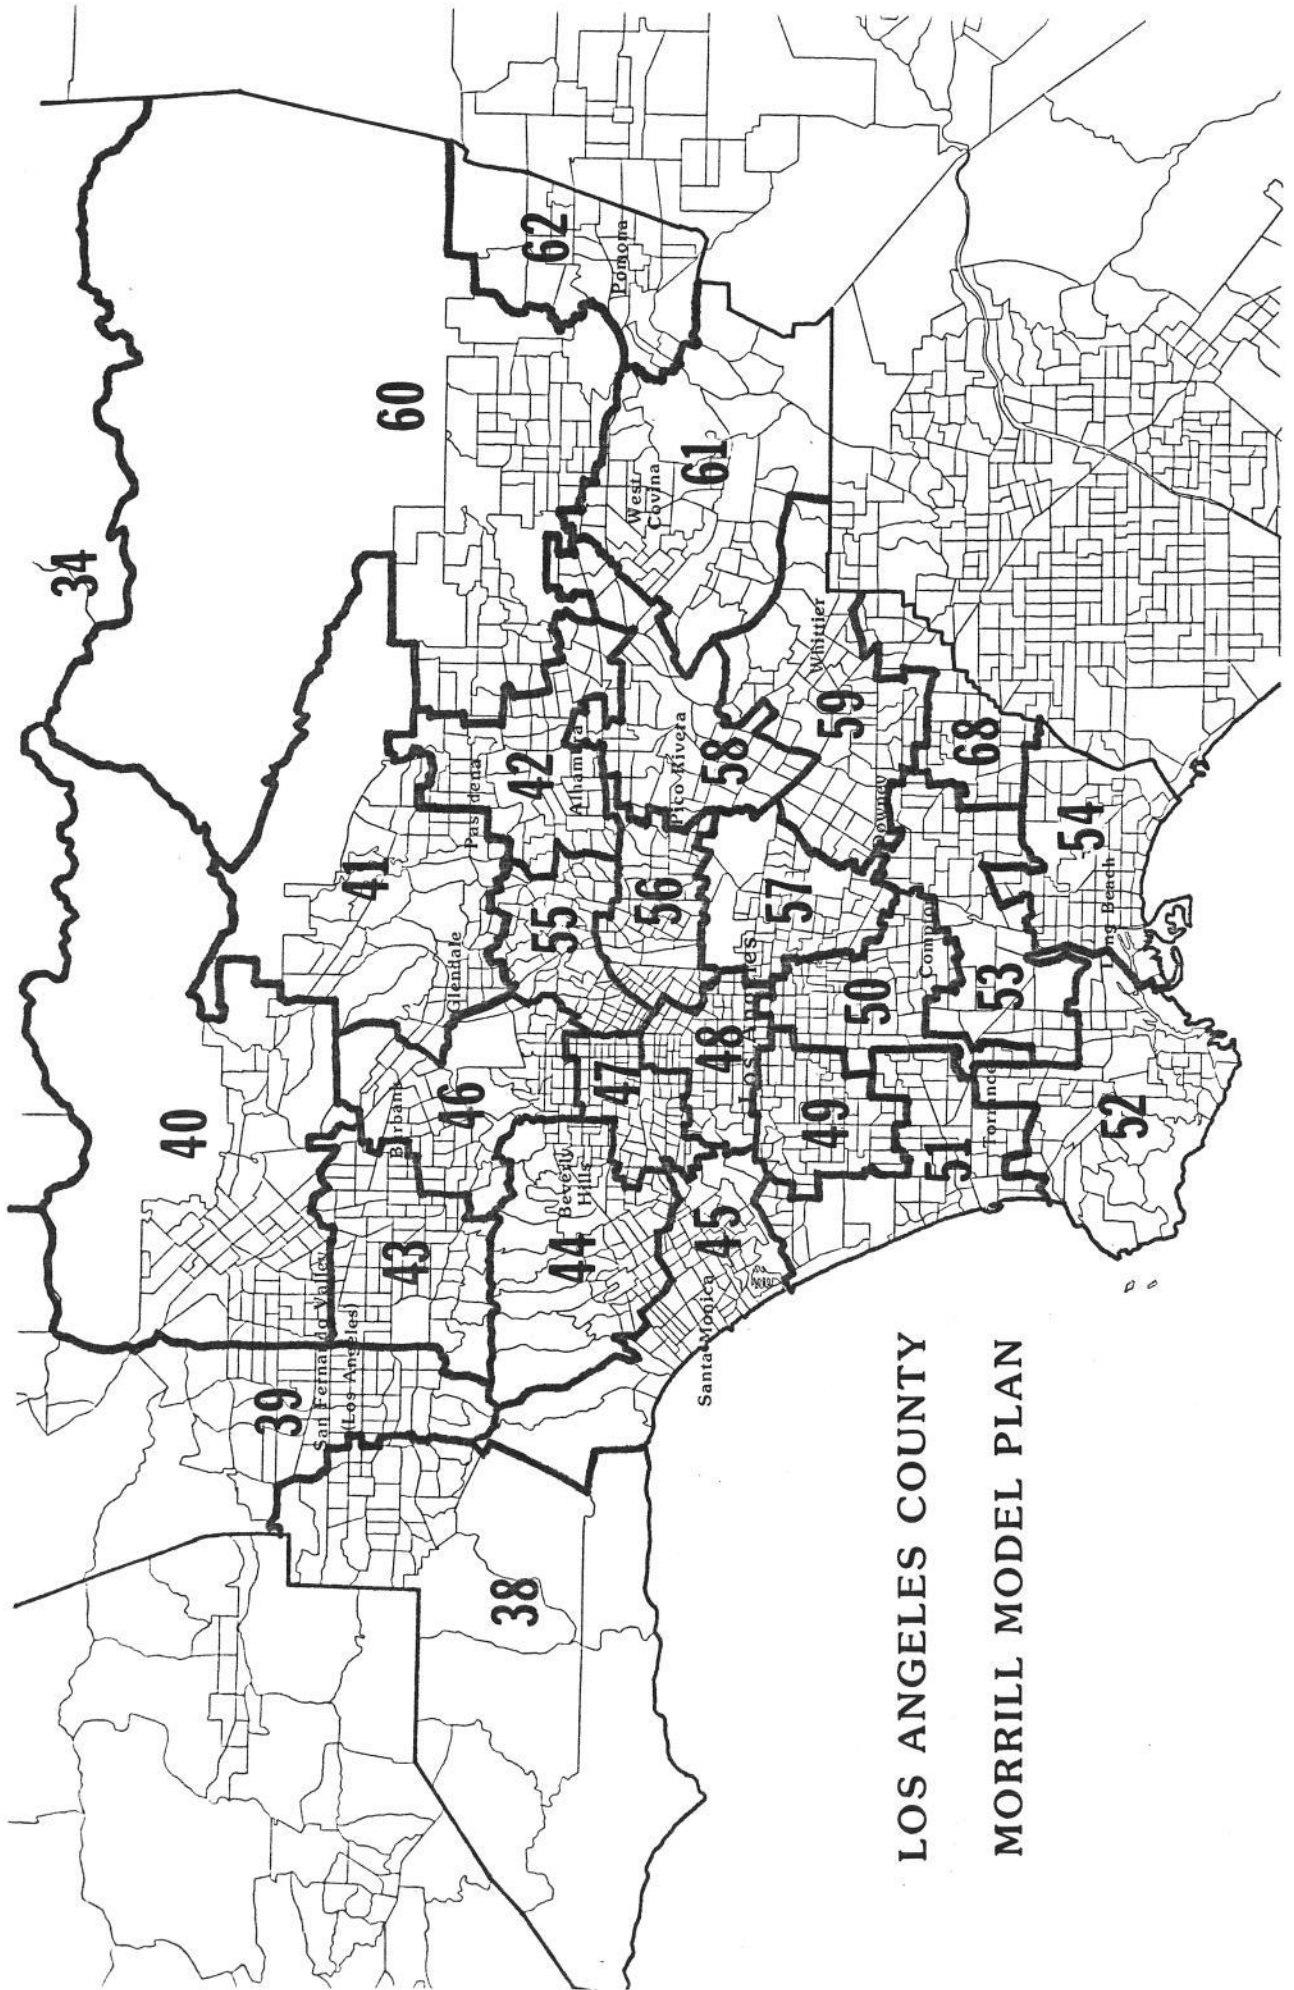 34
40
39
San Fernando Valley
(Los Angeles)
41
60
Burbank
43
Glendale
46
Pasadena
38
42
62
55
Beverly
Hills
44
Alhambra
47
Pomona
West
Covina
56
Pico Rivera
61
Santa Monica
45
48
58
Los Angeles
57
Whittier
49
59
50
Downey
LOS ANGELES COUNTY
Compton
51
68
Torrance
53
MORRILL MODEL PLAN
54
Long Beach
52